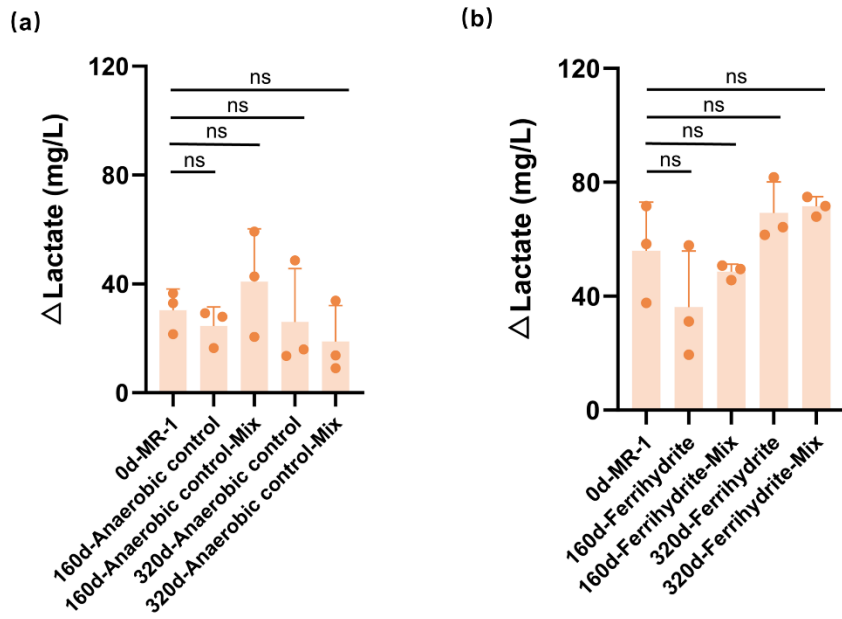 (a)
△Lactate (mg/L)
120
80
40
0
ns
ns
ns
ns
0d-MR-1
160d-Anaerobic control
160d-Anaerobic control-Mix
320d-Anaerobic control
320d-Anaerobic control-Mix
(b)
△Lactate (mg/L)
120
80
40
0
ns
ns
ns
ns
0d-MR-1
160d-Ferrihydrite
160d-Ferrihydrite-Mix
320d-Ferrihydrite
320d-Ferrihydrite-Mix